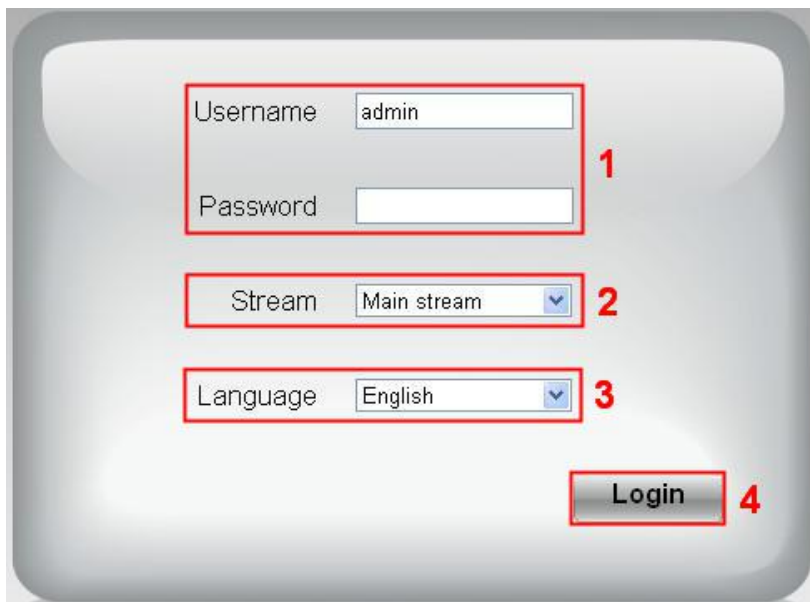 Username admin
1
Password
Stream Main stream 2
Language English 3
Login 4